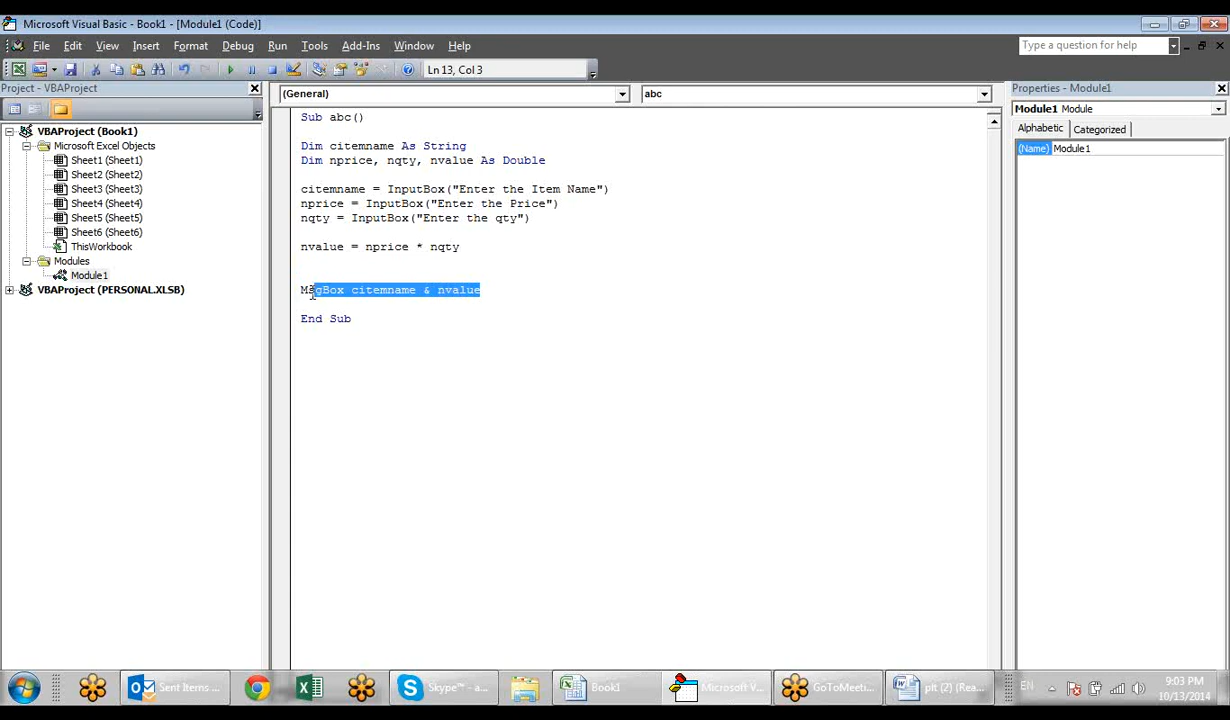 Microsoft Visual Basic - Book1 - [Module1 (Code)]
File Edit View Insert Format Debug Run Tools Add-Ins Window Help
Type a question for help
Ln 13, Col 3
Project - VBAProject
(General)
abc
Properties - Module1
Module1 Module
Alphabetic Categorized
(Name) Module1
VBAProject (Book1)
Microsoft Excel Objects
Sheet1 (Sheet1)
Sheet2 (Sheet2)
Sheet3 (Sheet3)
Sheet4 (Sheet4)
Sheet5 (Sheet5)
Sheet6 (Sheet6)
ThisWorkbook
Modules
Module1
VBAProject (PERSONAL.XLSB)
Sub abc()
Dim citemname As String
Dim nprice, nqty, nvalue As Double
citemname = InputBox("Enter the Item Name")
nprice = InputBox("Enter the Price")
nqty = InputBox("Enter the qty")
nvalue = nprice * nqty
MsgBox citemname & nvalue
End Sub
Sent Items ...
Skype™ - a...
Book1
Microsoft V...
GoToMeeti...
plt (2) (Rea...
EN
9:03 PM
10/13/2014